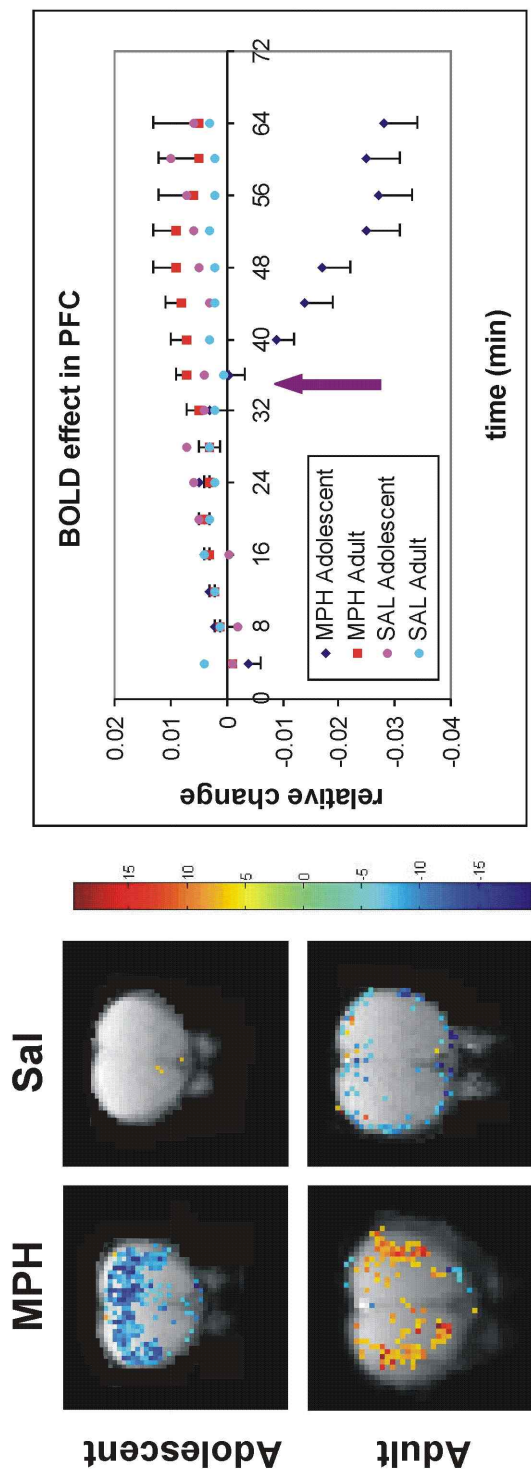 MPH
Sal
Adolescent
Adult
15
10
5
0
-5
-10
-15
BOLD effect in PFC
relative change
0.02
0.01
0
-0.01
-0.02
-0.03
-0.04
0 8 16 24 32 40 48 56 64 72
MPH Adolescent
MPH Adult
SAL Adolescent
SAL Adult
time (min)